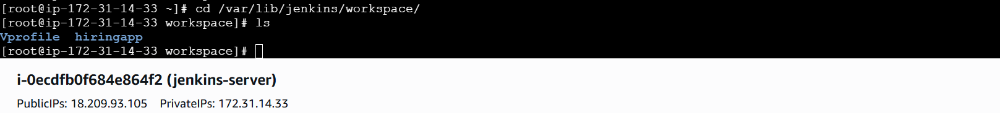 [root@ip-172-31-14-33 ~]# cd /var/lib/jenkins/workspace/
[root@ip-172-31-14-33 workspace]# ls
Vprofile  hiringapp
[root@ip-172-31-14-33 workspace]#
i-0ecdfb0f684e864f2 (jenkins-server)
PublicIPs: 18.209.93.105    PrivateIPs: 172.31.14.33